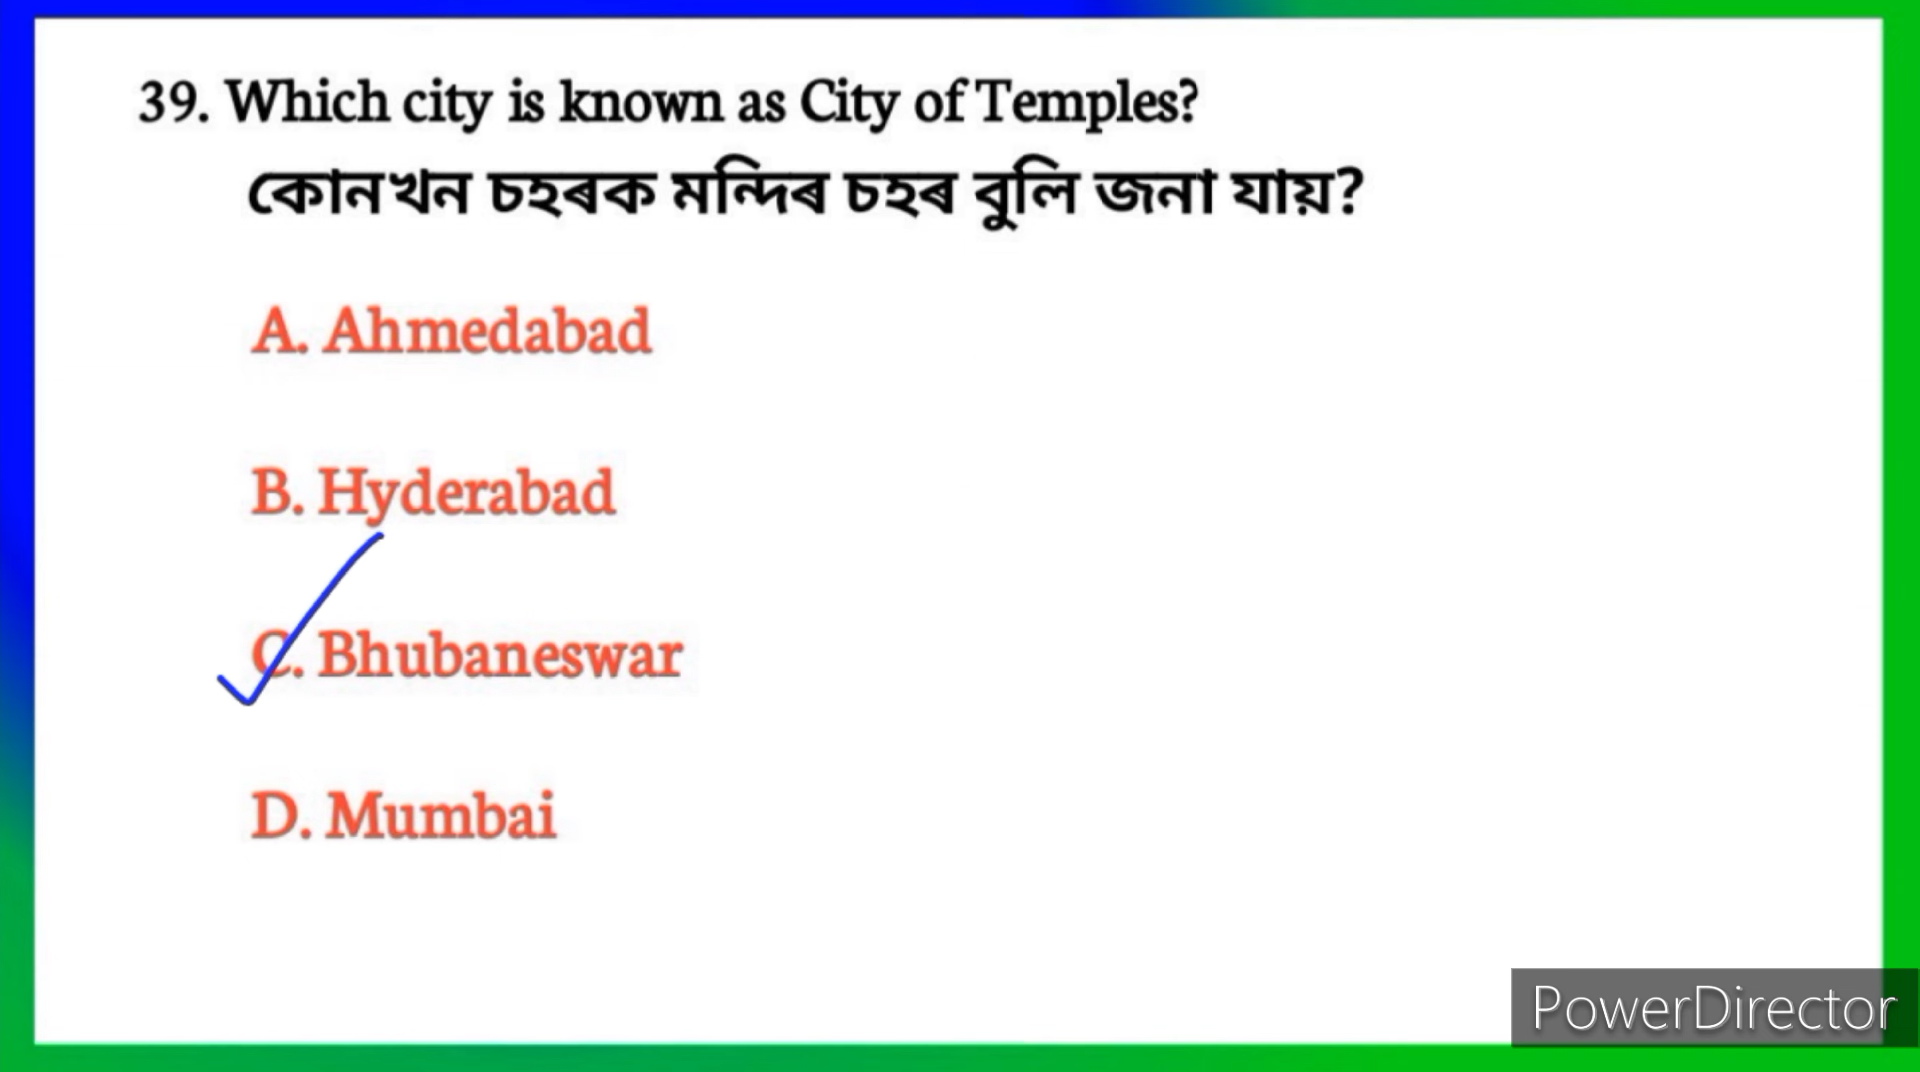 39. Which city is known as City of Temples?
কোনখন চহৰক মন্দিৰ চহৰ বুলি জনা যায়?
A. Ahmedabad
B. Hyderabad
C. Bhubaneswar
D. Mumbai
PowerDirector